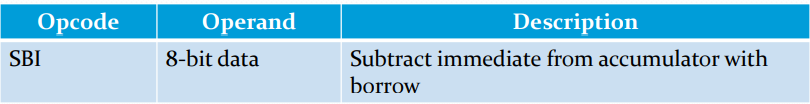 Opcode Operand Description
SBI 8-bit data Subtract immediate from accumulator with
borrow